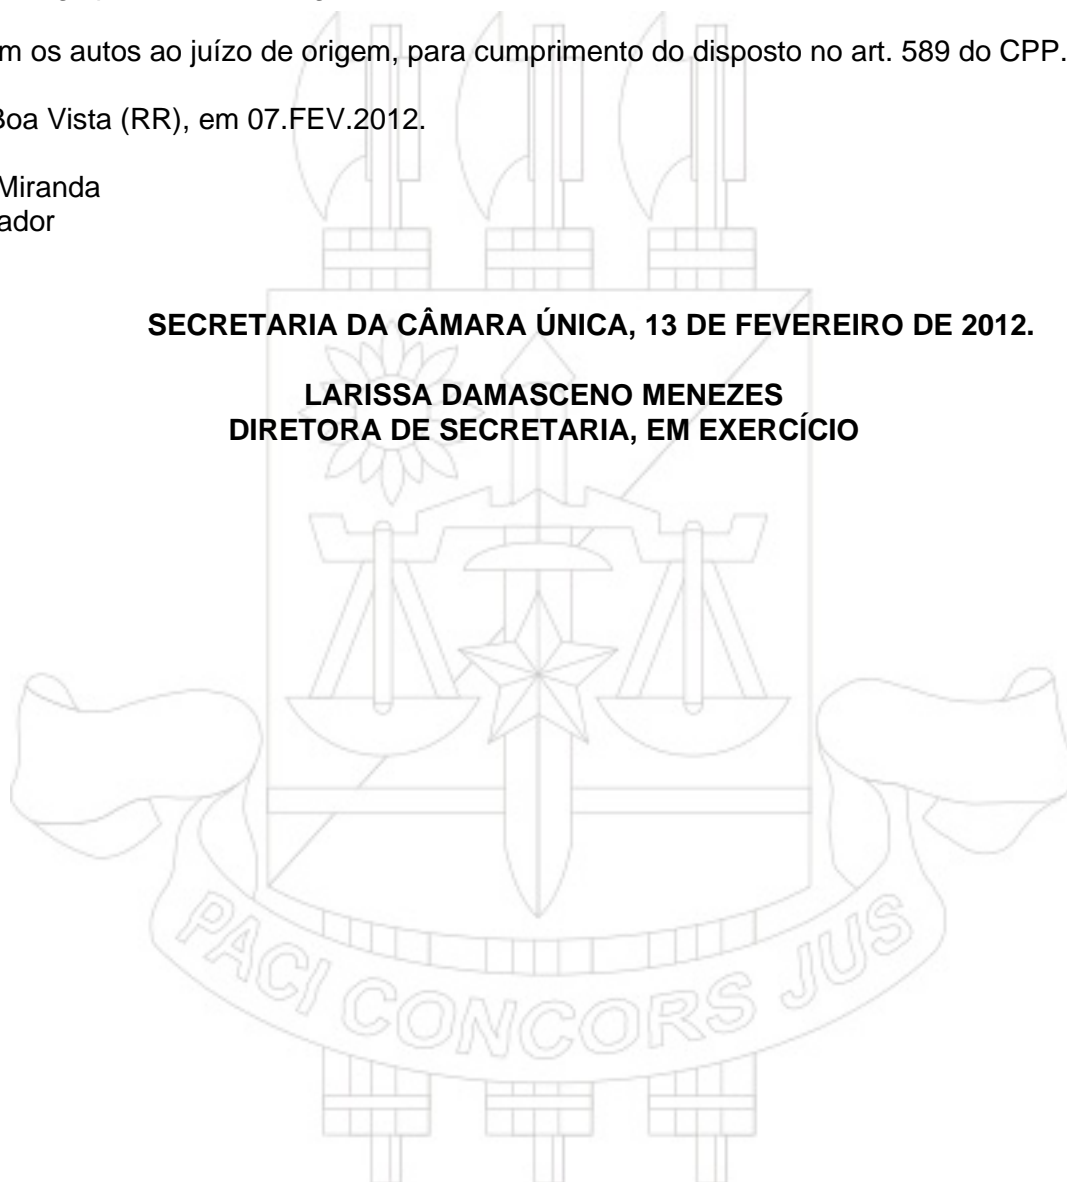 m os autos ao juízo de origem, para cumprimento do disposto no art. 589 do CPP.
Boa Vista (RR), em 07.FEV.2012.
Miranda
ador
SECRETARIA DA CÂMARA ÚNICA, 13 DE FEVEREIRO DE 2012.
LARISSA DAMASCENO MENEZES
DIRETORA DE SECRETARIA, EM EXERCÍCIO
PACI CONCORS JUS